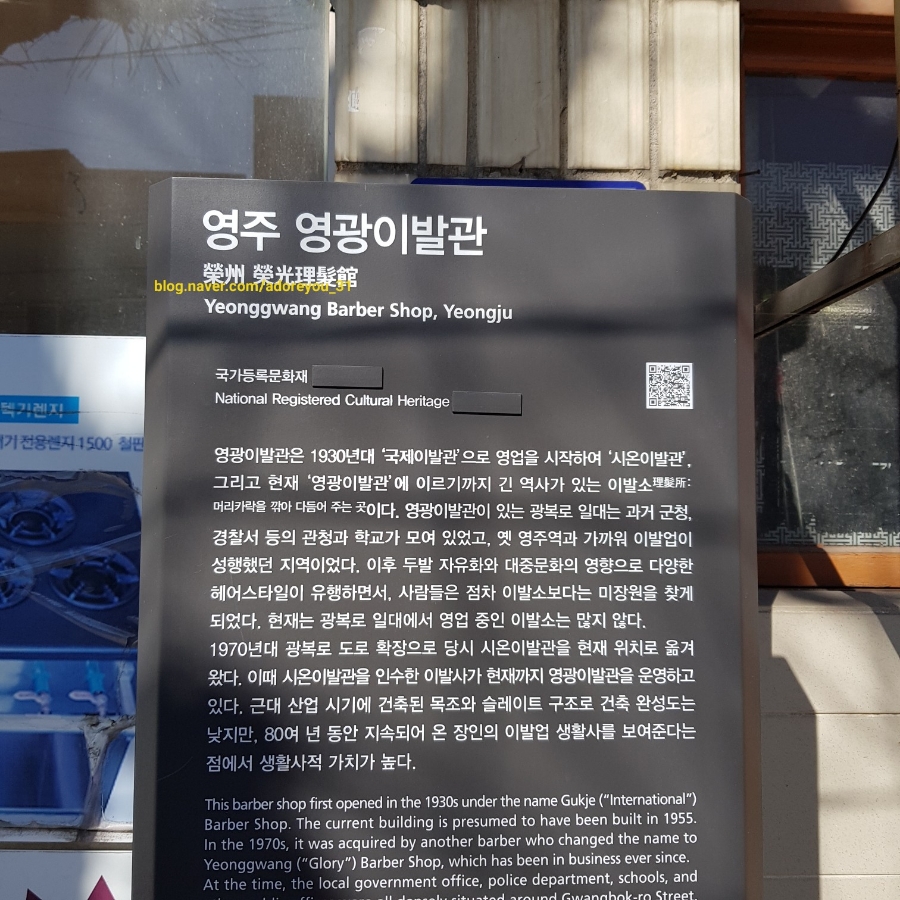 영주 영광이발관
榮州 榮光理髮館
blog.naver.com/adoreyou_31
Yeonggwang Barber Shop, Yeongju
국가등록문화재
National Registered Cultural Heritage
영광이발관은 1930년대 ‘국제이발관’으로 영업을 시작하여 ‘시온이발관’,
그리고 현재 ‘영광이발관’에 이르기까지 긴 역사가 있는 이발소理髮所:
머리카락을 깎아 다듬어 주는 곳이다. 영광이발관이 있는 광복로 일대는 과거 군청,
경찰서 등의 관청과 학교가 모여 있었고, 옛 영주역과 가까워 이발업이
성행했던 지역이었다. 이후 두발 자유화와 대중문화의 영향으로 다양한
헤어스타일이 유행하면서, 사람들은 점차 이발소보다는 미장원을 찾게
되었다. 현재는 광복로 일대에서 영업 중인 이발소는 많지 않다.
1970년대 광복로 도로 확장으로 당시 시온이발관을 현재 위치로 옮겨
왔다. 이때 시온이발관을 인수한 이발사가 현재까지 영광이발관을 운영하고
있다. 근대 산업 시기에 건축된 목조와 슬레이트 구조로 건축 완성도는
낮지만, 80여 년 동안 지속되어 온 장인의 이발업 생활사를 보여준다는
점에서 생활사적 가치가 높다.
This barber shop first opened in the 1930s under the name Gukje (“International”)
Barber Shop. The current building is presumed to have been built in 1955.
In the 1970s, it was acquired by another barber who changed the name to
Yeonggwang (“Glory”) Barber Shop, which has been in business ever since.
At the time, the local government office, police department, schools, and
all densely situated around Gwangbok-ro Street,
텍기렌지
전용렌지 1500 철판